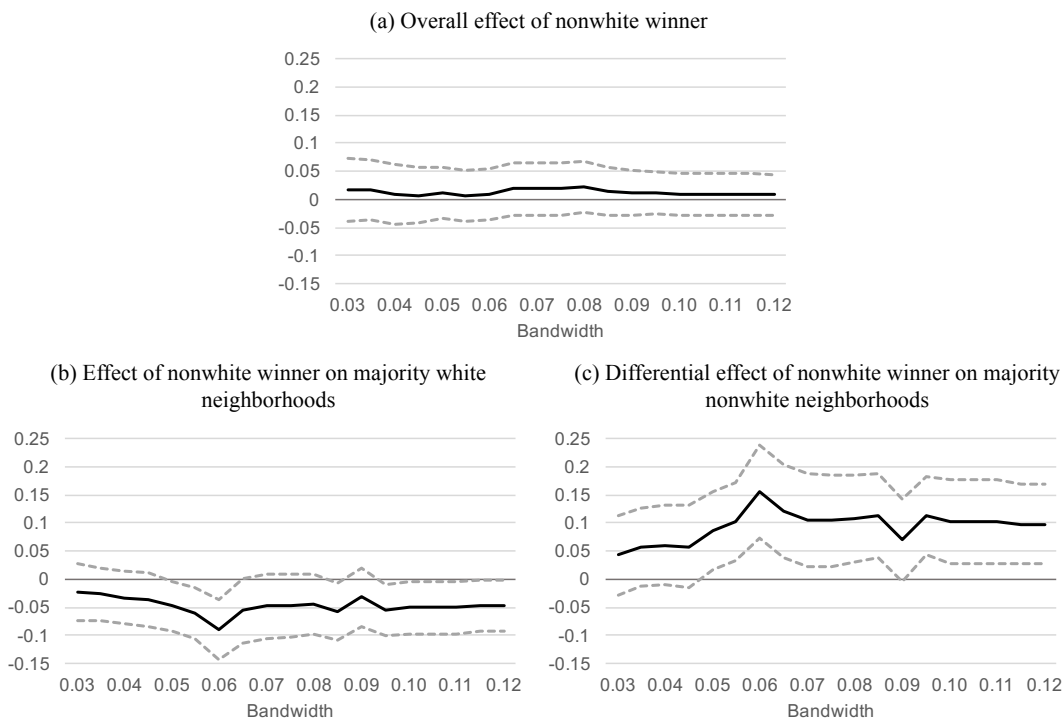 (a) Overall effect of nonwhite winner
0.25
0.2
0.15
0.1
0.05
0
-0.05
-0.1
-0.15
0.03 0.04 0.05 0.06 0.07 0.08 0.09 0.10 0.11 0.12
Bandwidth
(b) Effect of nonwhite winner on majority white
neighborhoods
0.25
0.2
0.15
0.1
0.05
0
-0.05
-0.1
-0.15
0.03 0.04 0.05 0.06 0.07 0.08 0.09 0.10 0.11 0.12
Bandwidth
(c) Differential effect of nonwhite winner on majority
nonwhite neighborhoods
0.25
0.2
0.15
0.1
0.05
0
-0.05
-0.1
-0.15
0.03 0.04 0.05 0.06 0.07 0.08 0.09 0.10 0.11 0.12
Bandwidth